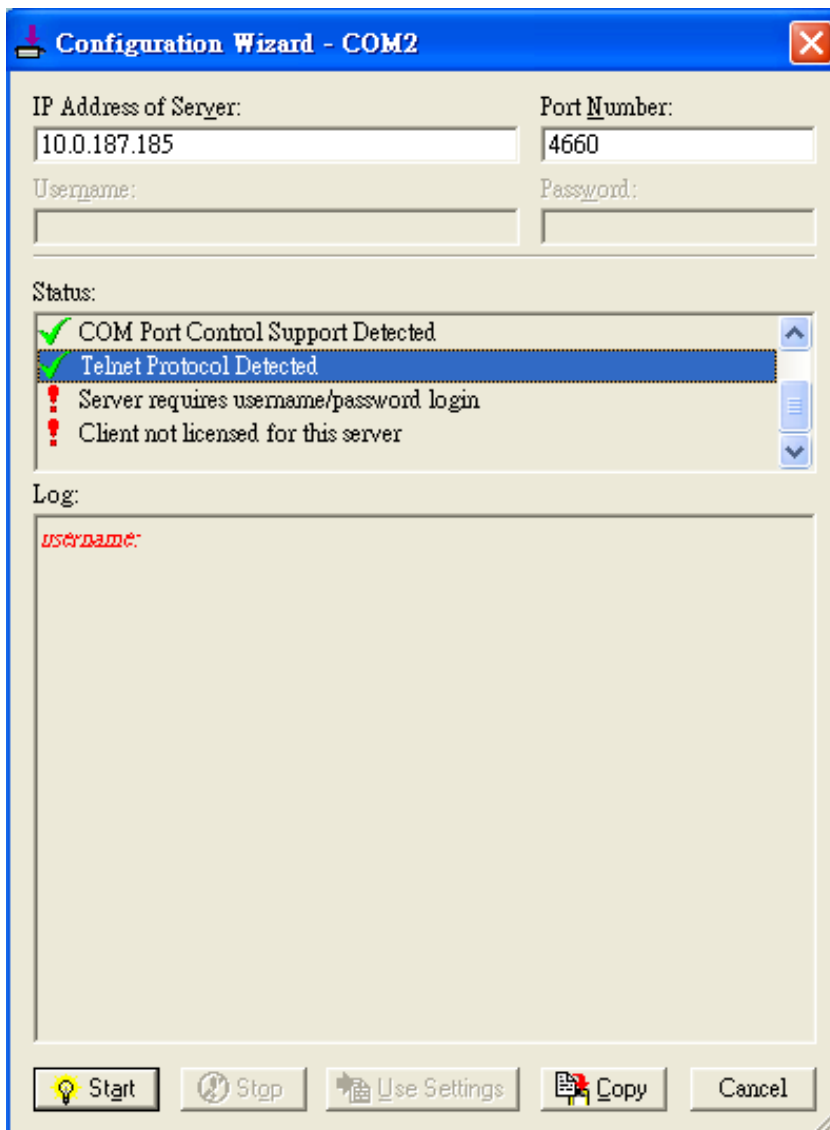 Configuration Wizard - COM2
IP Address of Server: Port Number:
10.0.187.185 4660
Username: Password:
Status:
COM Port Control Support Detected
Telnet Protocol Detected
Server requires username/password login
Client not licensed for this server
Log:
username:
Start Stop Use Settings Copy Cancel